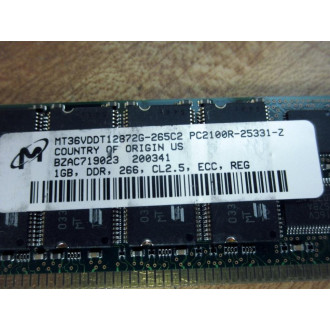 MT36VDDT12872G-265C2 PC2100R-25331-Z
COUNTRY OF ORIGIN US
BZAC719023 200341
1GB, DDR, 266, CL2.5, ECC, REG